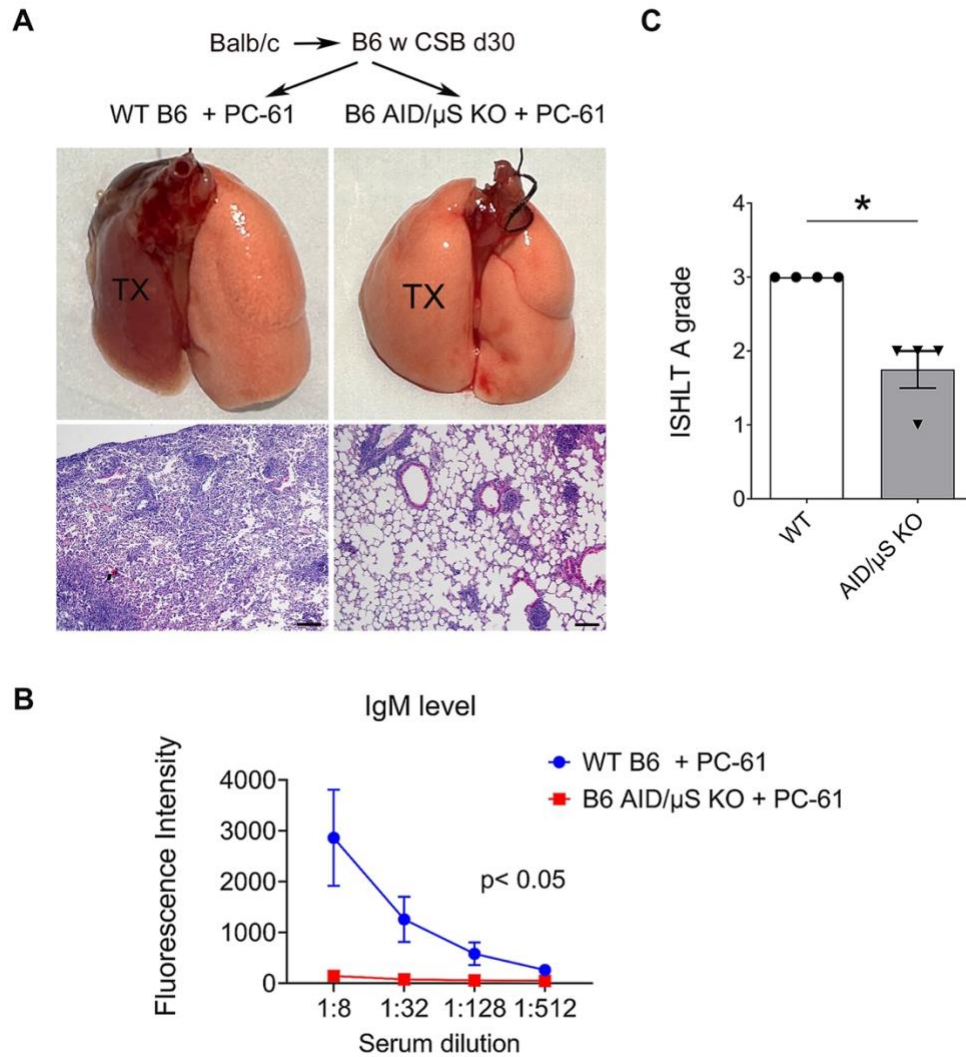 A
Balb/c → B6 w CSB d30
WT B6 + PC-61
B6 AID/μS KO + PC-61
TX
TX
B
IgM level
Fluorescence Intensity
4000
3000
2000
1000
0
1:8 1:32 1:128 1:512
Serum dilution
WT B6 + PC-61
B6 AID/μS KO + PC-61
p< 0.05
C
ISHLT A grade
4
3
2
1
0
*
WT
AID/μS KO